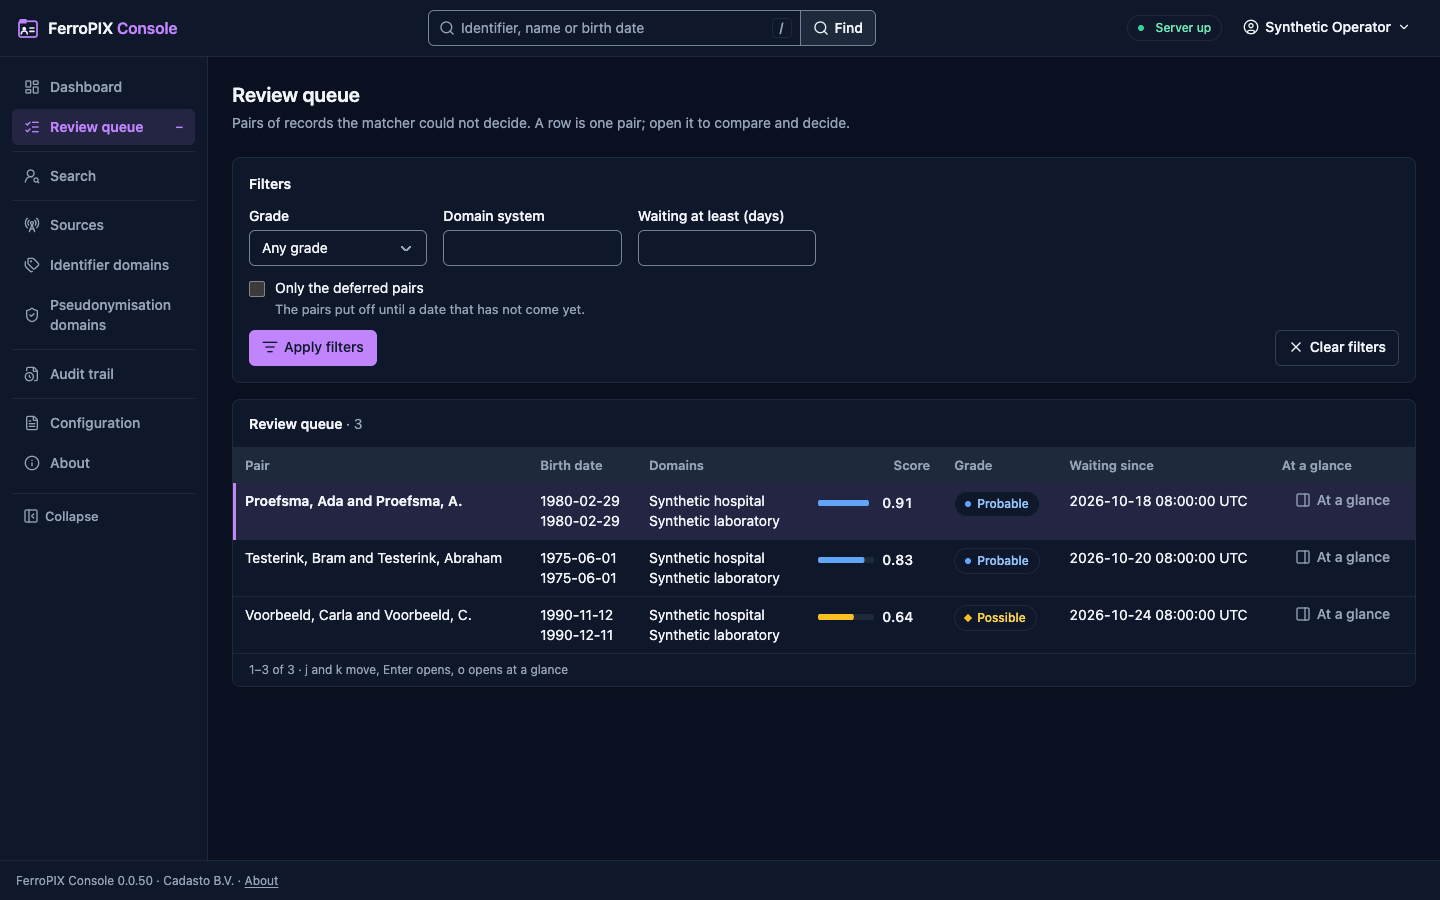 FerroPIX Console
Identifier, name or birth date /
Find
Server up
Synthetic Operator
Dashboard
Review queue –
Search
Sources
Identifier domains
Pseudonymisation
domains
Audit trail
Configuration
About
Collapse
Review queue
Pairs of records the matcher could not decide. A row is one pair; open it to compare and decide.
Filters
Grade Domain system Waiting at least (days)
Any grade
Only the deferred pairs
The pairs put off until a date that has not come yet.
Apply filters Clear filters
Review queue · 3
Pair Birth date Domains Score Grade Waiting since At a glance
Proefsma, Ada and Proefsma, A. 1980-02-29 Synthetic hospital 0.91 Probable 2026-10-18 08:00:00 UTC At a glance
1980-02-29 Synthetic laboratory
Testerink, Bram and Testerink, Abraham 1975-06-01 Synthetic hospital 0.83 Probable 2026-10-20 08:00:00 UTC At a glance
1975-06-01 Synthetic laboratory
Voorbeeld, Carla and Voorbeeld, C. 1990-11-12 Synthetic hospital 0.64 Possible 2026-10-24 08:00:00 UTC At a glance
1990-12-11 Synthetic laboratory
1–3 of 3 · j and k move, Enter opens, o opens at a glance
FerroPIX Console 0.0.50 · Cadasto B.V. · About